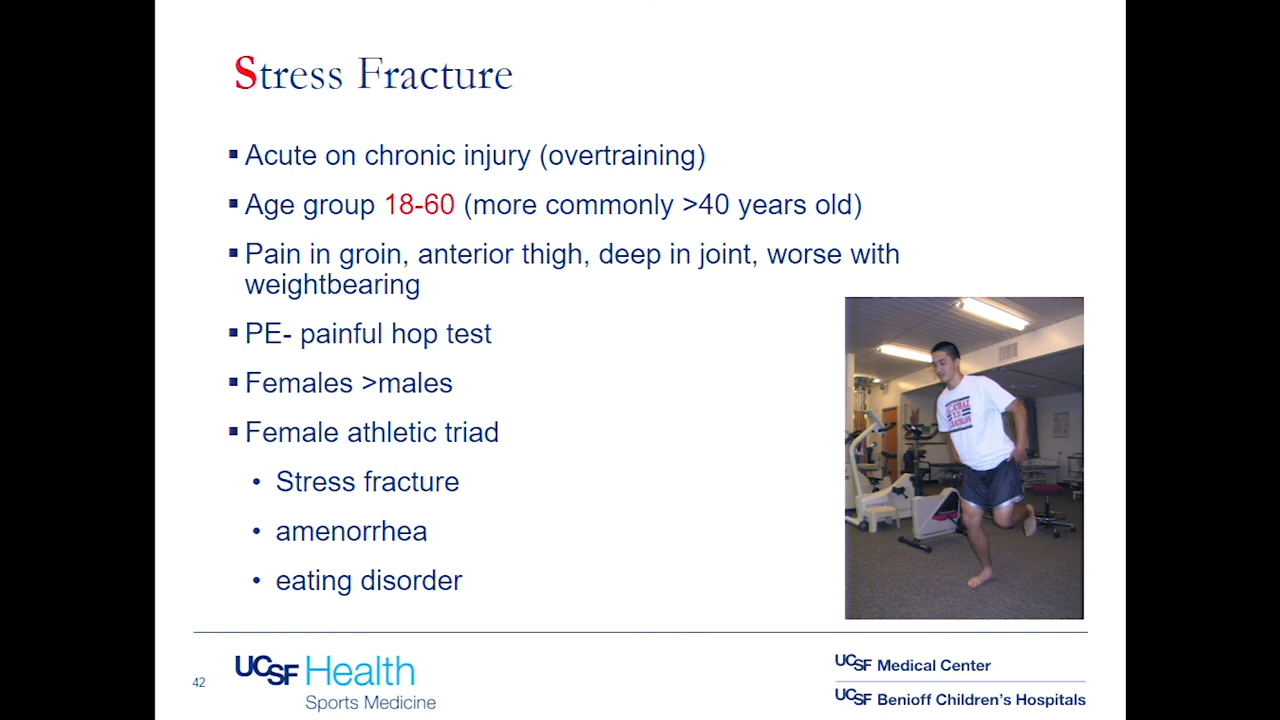 Stress Fracture
▪ Acute on chronic injury (overtraining)
▪ Age group 18-60 (more commonly >40 years old)
▪ Pain in groin, anterior thigh, deep in joint, worse with
weightbearing
▪ PE- painful hop test
▪ Females >males
▪ Female athletic triad
• Stress fracture
• amenorrhea
• eating disorder
42
UCSF Health
Sports Medicine
UCSF Medical Center
UCSF Benioff Children's Hospitals